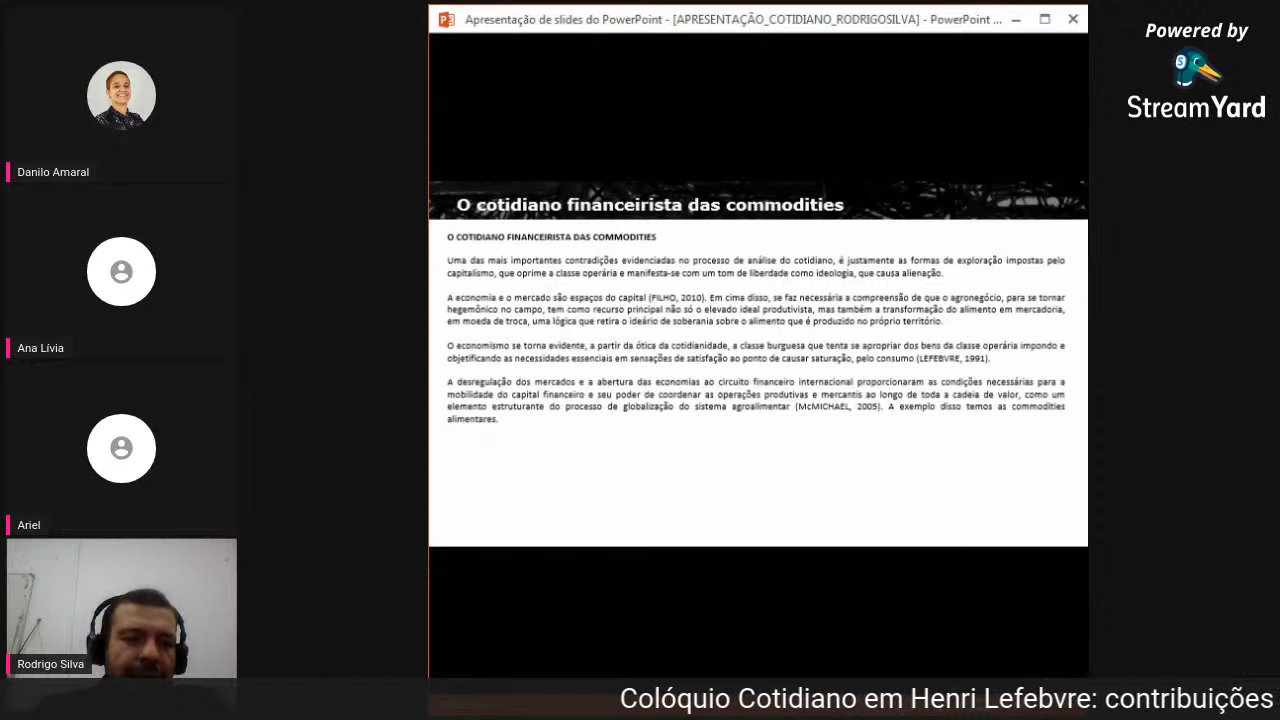 Apresentação de slides do PowerPoint - [APRESENTAÇÃO_COTIDIANO_RODRIGOSILVA] - PowerPoint ...
Powered by
StreamYard
Danilo Amaral
Ana Lívia
Ariel
Rodrigo Silva
O cotidiano financeirista das commodities
O COTIDIANO FINANCEIRISTA DAS COMMODITIES
Uma das mais importantes contradições evidenciadas no processo de análise do cotidiano, é justamente as formas de exploração impostas pelo
capitalismo, que oprime a classe operária e manifesta-se com um tom de liberdade como ideologia, que causa alienação.
A economia e o mercado são espaços do capital (FILHO, 2010). Em cima disso, se faz necessária a compreensão de que o agronegócio, para se tornar
hegemônico no campo, tem como recurso principal não só o elevado ideal produtivista, mas também a transformação do alimento em mercadoria,
em moeda de troca, uma lógica que retira o ideário de soberania sobre o alimento que é produzido no próprio território.
O economismo se torna evidente, a partir da ótica da cotidianidade, a classe burguesa que tenta se apropriar dos bens da classe operária impondo e
objetificando as necessidades essenciais em sensações de satisfação ao ponto de causar saturação, pelo consumo (LEFEBVRE, 1991).
A desregulação dos mercados e a abertura das economias ao circuito financeiro internacional proporcionaram as condições necessárias para a
mobilidade do capital financeiro e seu poder de coordenar as operações produtivas e mercantis ao longo de toda a cadeia de valor, como um
elemento estruturante do processo de globalização do sistema agroalimentar (McMICHAEL, 2005). A exemplo disso temos as commodities
alimentares.
Colóquio Cotidiano em Henri Lefebvre: contribuições